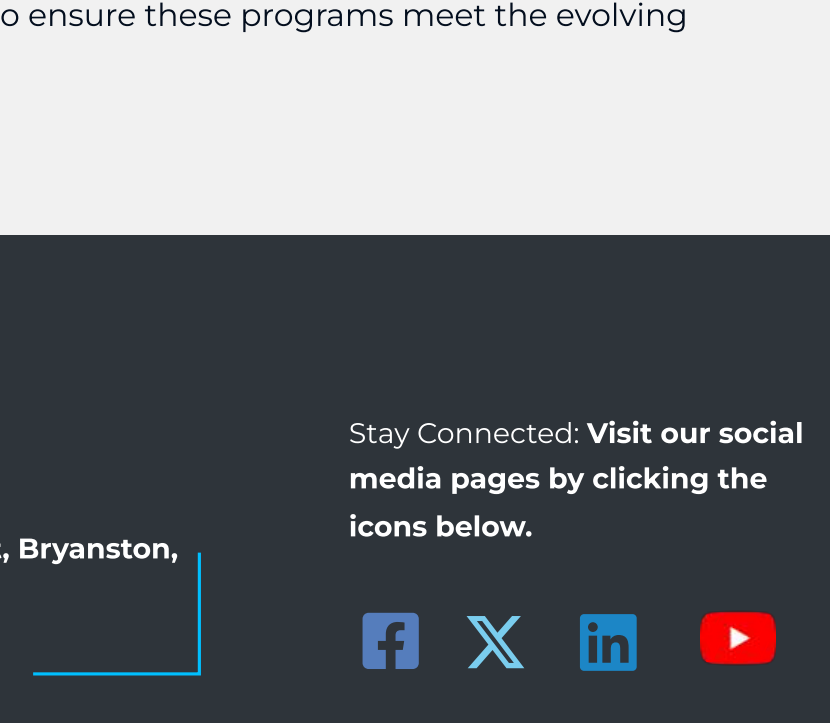 o ensure these programs meet the evolving
Stay Connected: Visit our social
media pages by clicking the
icons below.
, Bryanston,
in